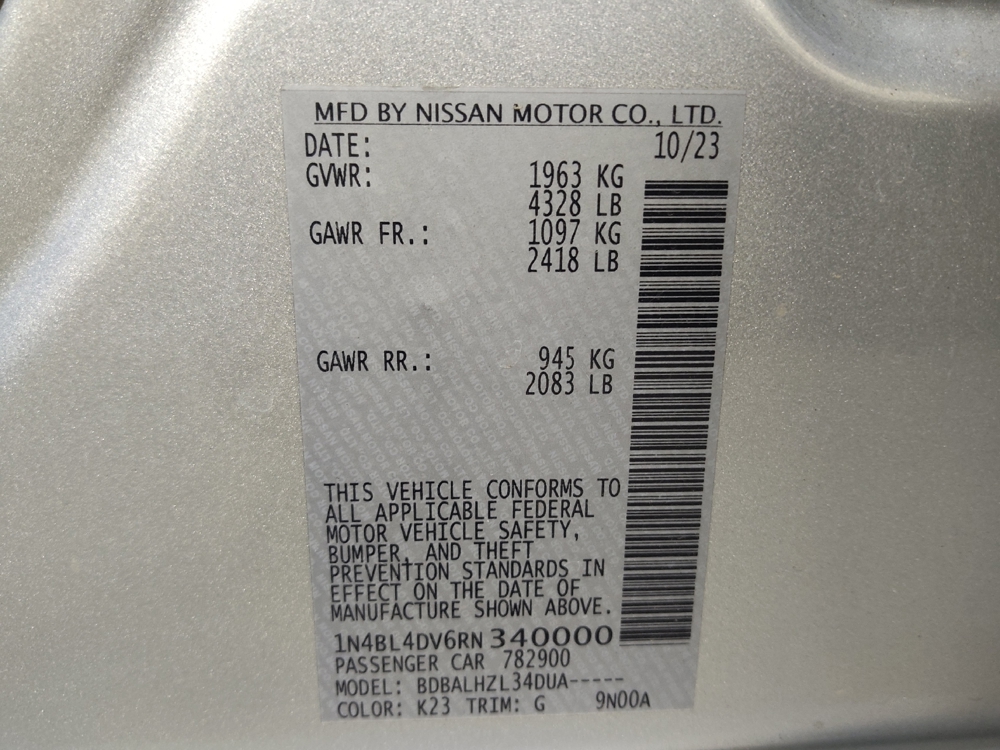 MFD BY NISSAN MOTOR CO., LTD.
DATE: 10/23
GVWR: 1963 KG
4328 LB
GAWR FR.: 1097 KG
2418 LB
GAWR RR.: 945 KG
2083 LB
THIS VEHICLE CONFORMS TO
ALL APPLICABLE FEDERAL
MOTOR VEHICLE SAFETY,
BUMPER, AND THEFT
PREVENTION STANDARDS IN
EFFECT ON THE DATE OF
MANUFACTURE SHOWN ABOVE.
1N4BL4DV6RN 340000
PASSENGER CAR 782900
MODEL: BDBALHZL34DUA-----
COLOR: K23 TRIM: G 9N00A